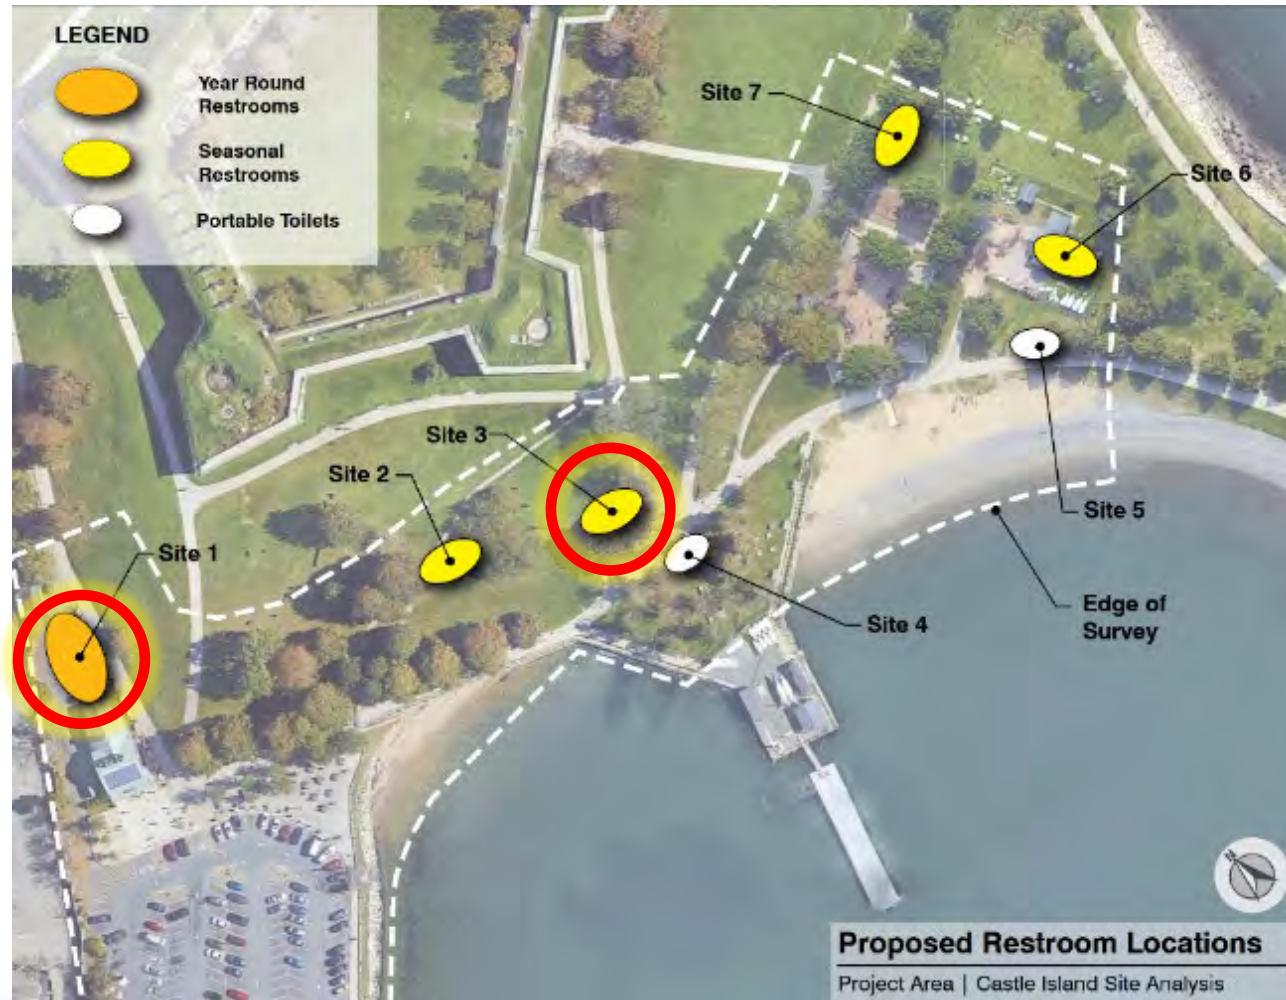 LEGEND
Year Round
Restrooms
Seasonal
Restrooms
Portable Toilets
Site 7
Site 6
Site 3
Site 2
Site 5
Site 1
Edge of
Survey
Site 4
N
Proposed Restroom Locations
Project Area | Castle Island Site Analysis